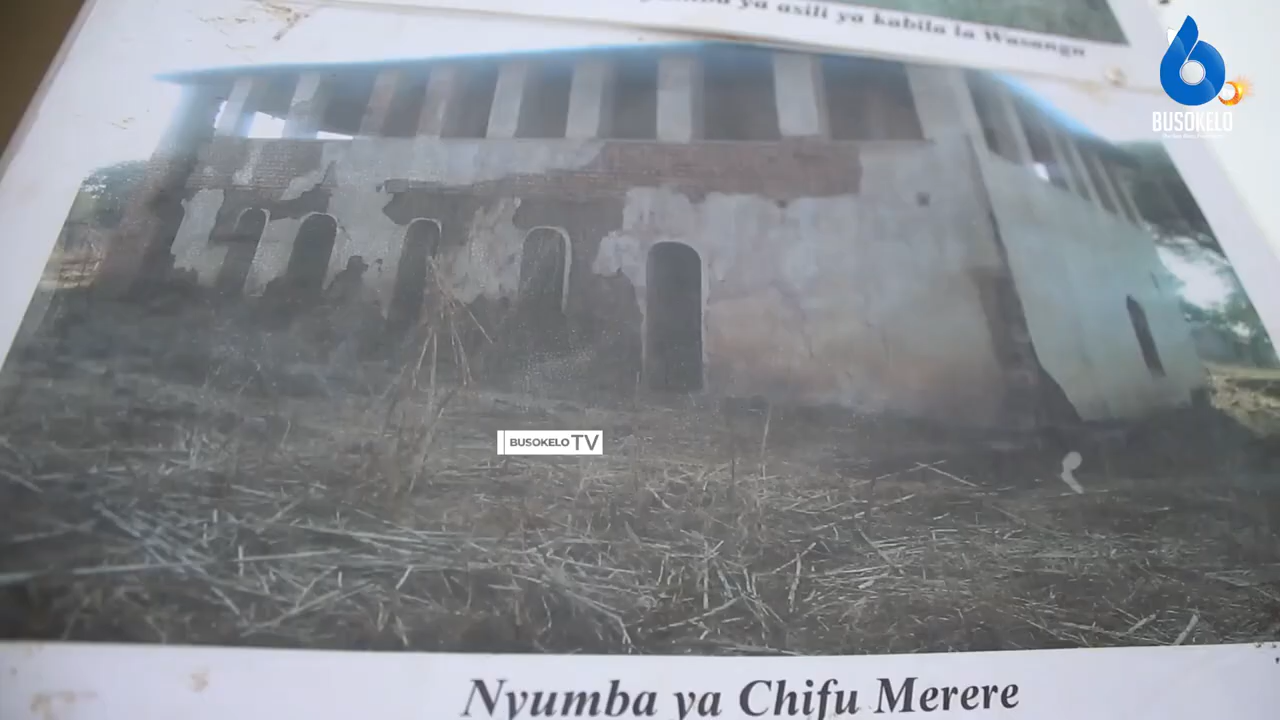 ya asili ya kabila la Wasangu
BUSOKELO
BUSOKELO TV
Nyumba ya Chifu Merere